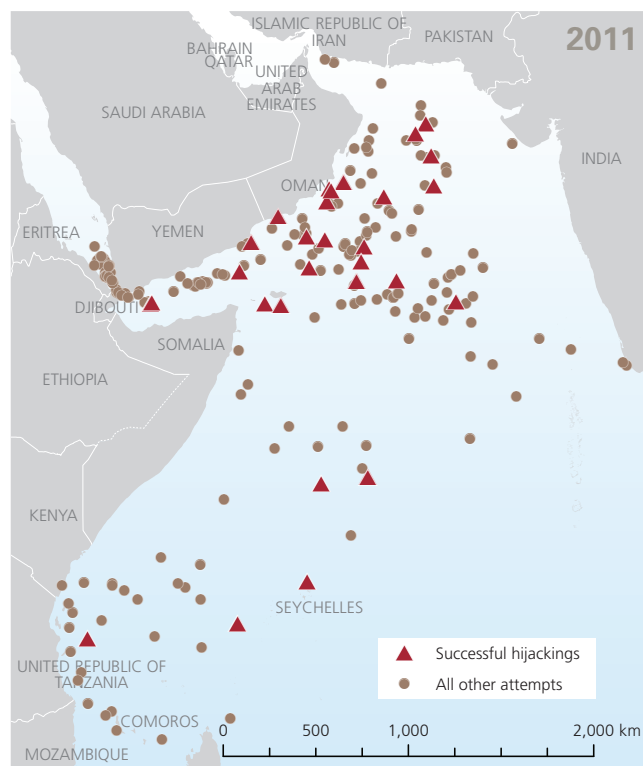 ISLAMIC REPUBLIC OF
IRAN
2011
PAKISTAN
BAHRAIN
QATAR
UNITED
ARAB
EMIRATES
SAUDI ARABIA
INDIA
OMAN
ERITREA
YEMEN
DJIBOUTI
SOMALIA
ETHIOPIA
KENYA
SEYCHELLES
Successful hijackings
UNITED REPUBLIC OF
TANZANIA
All other attempts
COMOROS
0 500 1,000 2,000 km
MOZAMBIQUE